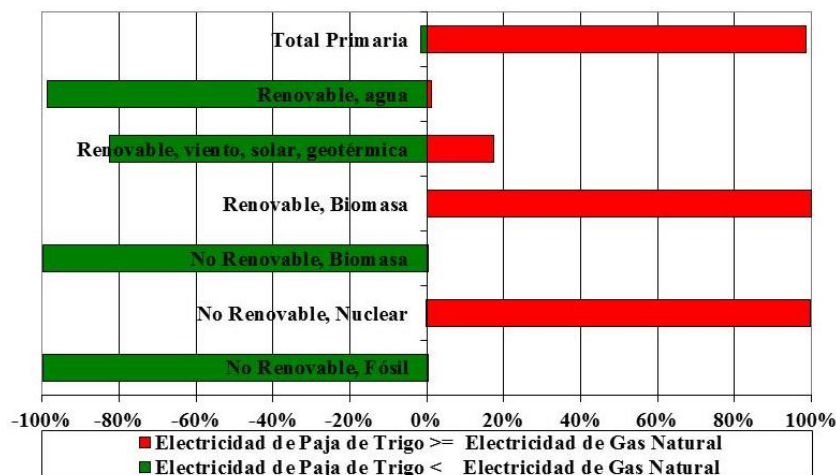 Total Primaria
Renovable, agua
Renovable, viento, solar, geotérmica
Renovable, Biomasa
No Renovable, Biomasa
No Renovable, Nuclear
No Renovable, Fósil
-100% -80% -60% -40% -20% 0% 20% 40% 60% 80% 100%
Electricidad de Paja de Trigo >= Electricidad de Gas Natural
Electricidad de Paja de Trigo < Electricidad de Gas Natural